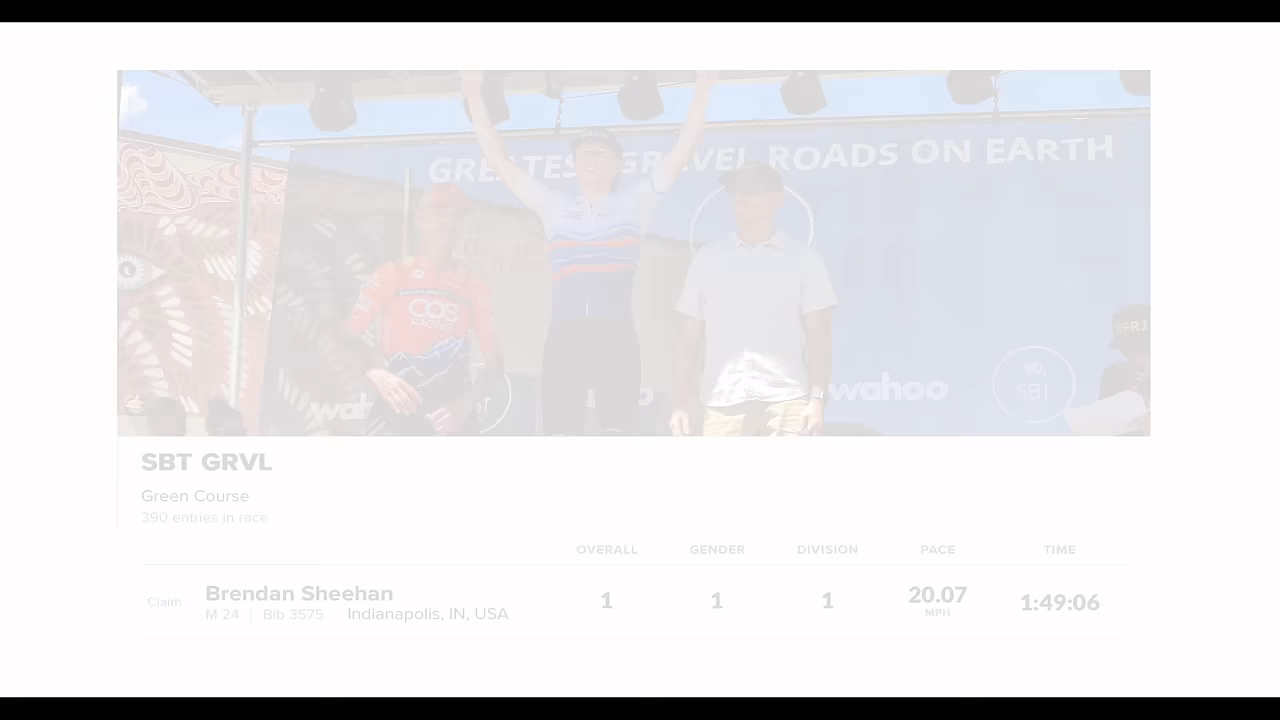 GREATEST GRAVEL ROADS ON EARTH
COS
RACING
FRJ
wahoo
SBT
SBT GRVL
Green Course
390 entries in race
OVERALL GENDER DIVISION PACE TIME
Claim Brendan Sheehan 1 1 1 20.07 1:49:06
M 24 Bib 3575 Indianapolis, IN, USA MPH